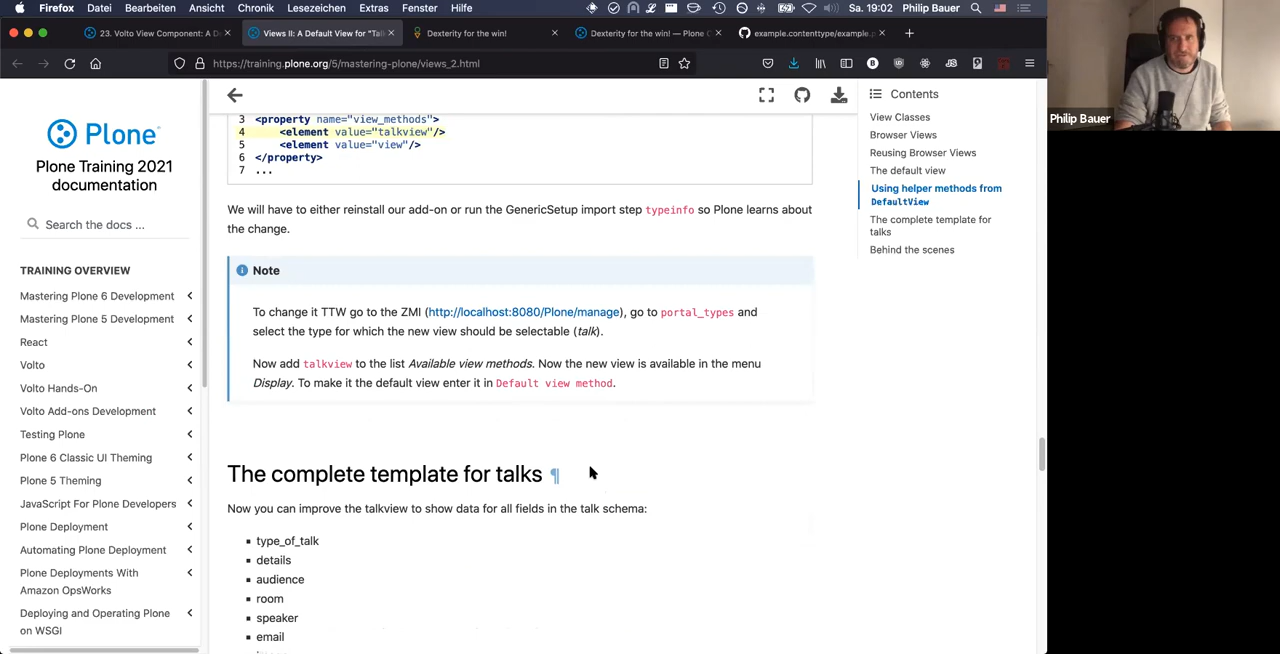 Firefox Datei Bearbeiten Ansicht Chronik Lesezeichen Extras Fenster Hilfe Sa. 19:02 Philip Bauer
23. Volto View Component: A D
Views II: A Default View for "Tal
Dexterity for the win!
Dexterity for the win! — Plone C
example.contenttype/example.p
https://training.plone.org/5/mastering-plone/views_2.html
Plone
Plone Training 2021
documentation
Search the docs ...
TRAINING OVERVIEW
Mastering Plone 6 Development
Mastering Plone 5 Development
React
Volto
Volto Hands-On
Volto Add-ons Development
Testing Plone
Plone 6 Classic UI Theming
Plone 5 Theming
JavaScript For Plone Developers
Plone Deployment
Automating Plone Deployment
Plone Deployments With
Amazon OpsWorks
Deploying and Operating Plone
on WSGI
3 <property name="view_methods">
4 <element value="talkview"/>
5 <element value="view"/>
6 </property>
7 ...
We will have to either reinstall our add-on or run the GenericSetup import step typeinfo so Plone learns about
the change.
Note
To change it TTW go to the ZMI (http://localhost:8080/Plone/manage), go to portal_types and
select the type for which the new view should be selectable (talk).
Now add talkview to the list Available view methods. Now the new view is available in the menu
Display. To make it the default view enter it in Default view method.
The complete template for talks ¶
Now you can improve the talkview to show data for all fields in the talk schema:
type_of_talk
details
audience
room
speaker
email
Contents
View Classes
Browser Views
Reusing Browser Views
The default view
Using helper methods from
DefaultView
The complete template for
talks
Behind the scenes
Philip Bauer